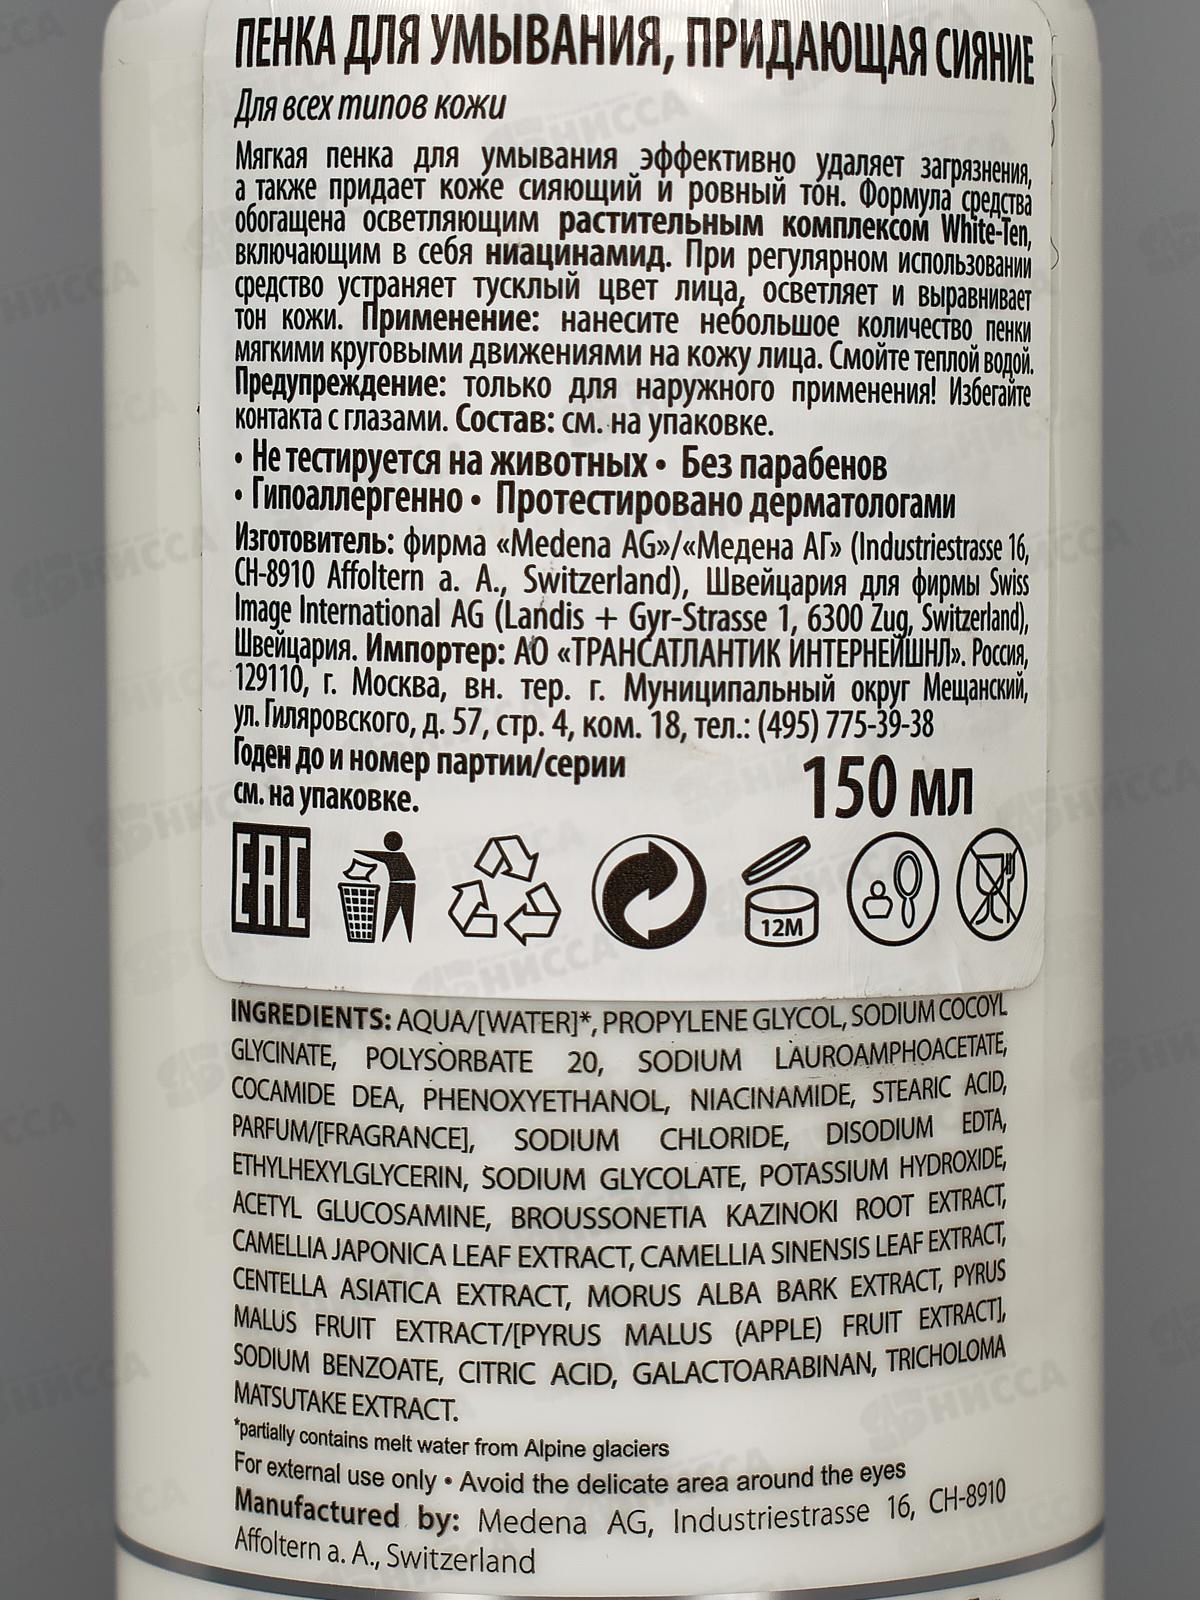 ПЕНКА ДЛЯ УМЫВАНИЯ, ПРИДАЮЩАЯ СИЯНИЕ
Для всех типов кожи
Мягкая пенка для умывания эффективно удаляет загрязнения,
а также придает коже сияющий и ровный тон. Формула средства
обогащена осветляющим растительным комплексом White-Ten,
включающим в себя ниацинамид. При регулярном использовании
средство устраняет тусклый цвет лица, осветляет и выравнивает
тон кожи. Применение: нанесите небольшое количество пенки
мягкими круговыми движениями на кожу лица. Смойте теплой водой.
Предупреждение: только для наружного применения! Избегайте
контакта с глазами. Состав: см. на упаковке.
• Не тестируется на животных • Без парабенов
• Гипоаллергенно • Протестировано дерматологами
Изготовитель: фирма «Medena AG»/«Медена АГ» (Industriestrasse 16,
CH-8910 Affoltern a. A., Switzerland), Швейцария для фирмы Swiss
Image International AG (Landis + Gyr-Strasse 1, 6300 Zug, Switzerland),
Швейцария. Импортер: АО «ТРАНСАТЛАНТИК ИНТЕРНЕЙШНЛ». Россия,
129110, г. Москва, вн. тер. г. Муниципальный округ Мещанский,
ул. Гиляровского, д. 57, стр. 4, ком. 18, тел.: (495) 775-39-38
Годен до и номер партии/серии
см. на упаковке.
150 мл
EAC
12M
INGREDIENTS: AQUA/[WATER]*, PROPYLENE GLYCOL, SODIUM COCOYL
GLYCINATE, POLYSORBATE 20, SODIUM LAUROAMPHOACETATE,
COCAMIDE DEA, PHENOXYETHANOL, NIACINAMIDE, STEARIC ACID,
PARFUM/[FRAGRANCE], SODIUM CHLORIDE, DISODIUM EDTA,
ETHYLHEXYLGLYCERIN, SODIUM GLYCOLATE, POTASSIUM HYDROXIDE,
ACETYL GLUCOSAMINE, BROUSSONETIA KAZINOKI ROOT EXTRACT,
CAMELLIA JAPONICA LEAF EXTRACT, CAMELLIA SINENSIS LEAF EXTRACT,
CENTELLA ASIATICA EXTRACT, MORUS ALBA BARK EXTRACT, PYRUS
MALUS FRUIT EXTRACT/[PYRUS MALUS (APPLE) FRUIT EXTRACT],
SODIUM BENZOATE, CITRIC ACID, GALACTOARABINAN, TRICHOLOMA
MATSUTAKE EXTRACT.
*partially contains melt water from Alpine glaciers
For external use only • Avoid the delicate area around the eyes
Manufactured by: Medena AG, Industriestrasse 16, CH-8910
Affoltern a. A., Switzerland